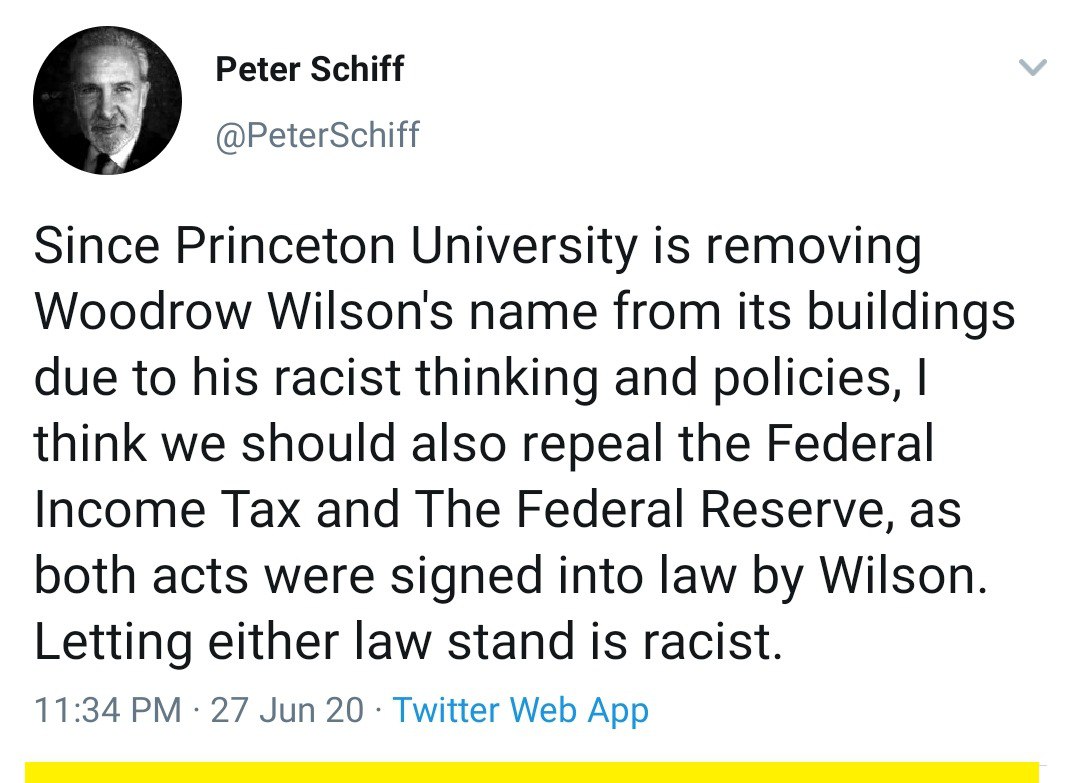 Peter Schiff
@PeterSchiff
Since Princeton University is removing
Woodrow Wilson's name from its buildings
due to his racist thinking and policies, I
think we should also repeal the Federal
Income Tax and The Federal Reserve, as
both acts were signed into law by Wilson.
Letting either law stand is racist.
11:34 PM · 27 Jun 20 · Twitter Web App